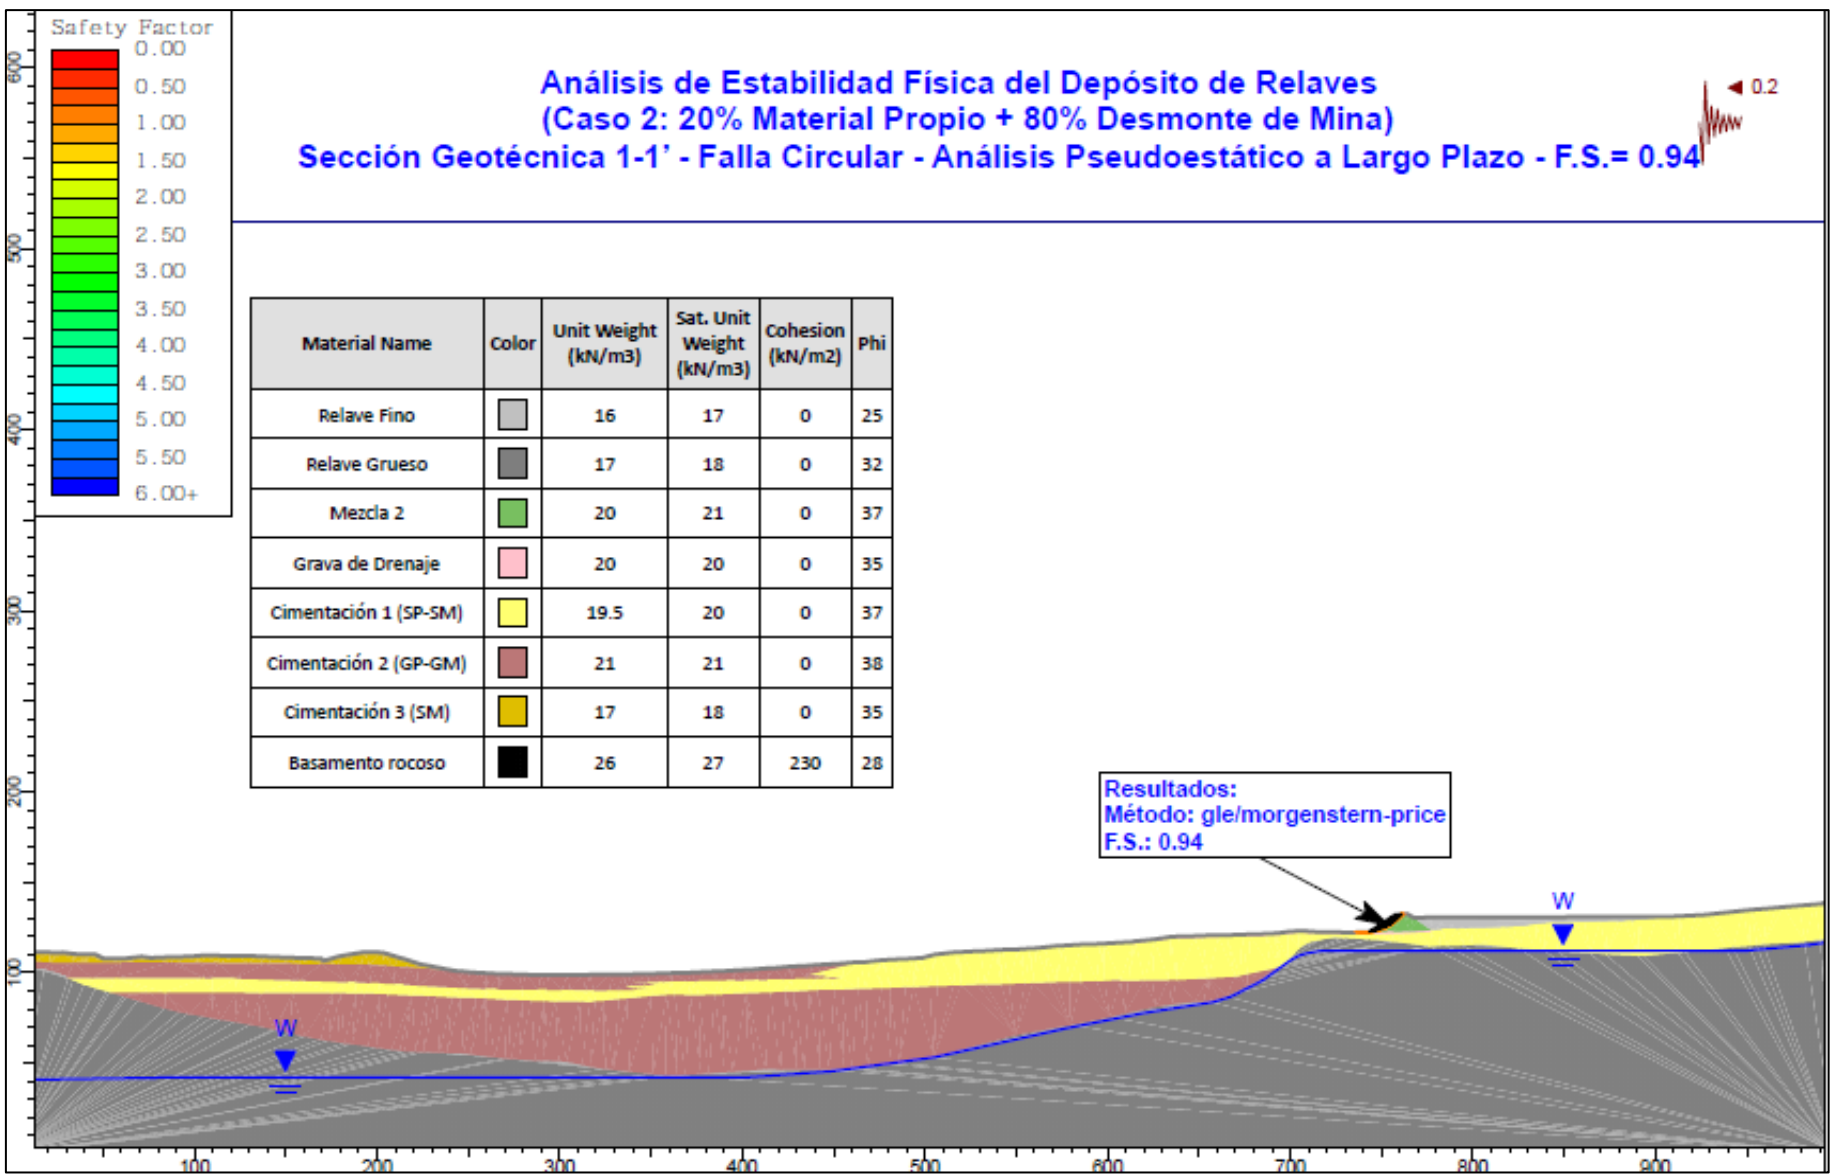 Safety Factor
0.00
0.50
1.00
1.50
2.00
2.50
3.00
3.50
4.00
4.50
5.00
5.50
6.00+
Análisis de Estabilidad Física del Depósito de Relaves
(Caso 2: 20% Material Propio + 80% Desmonte de Mina)
Sección Geotécnica 1-1’ - Falla Circular - Análisis Pseudoestático a Largo Plazo - F.S.= 0.94
0.2
Material Name Color Unit Weight (kN/m3) Sat. Unit Weight (kN/m3) Cohesion (kN/m2) Phi
Relave Fino 16 17 0 25
Relave Grueso 17 18 0 32
Mezcla 2 20 21 0 37
Grava de Drenaje 20 20 0 35
Cimentación 1 (SP-SM) 19.5 20 0 37
Cimentación 2 (GP-GM) 21 21 0 38
Cimentación 3 (SM) 17 18 0 35
Basamento rocoso 26 27 230 28
Resultados:
Método: gle/morgenstern-price
F.S.: 0.94
W
W
600
500
400
300
200
100
100 200 300 400 500 600 700 800 900